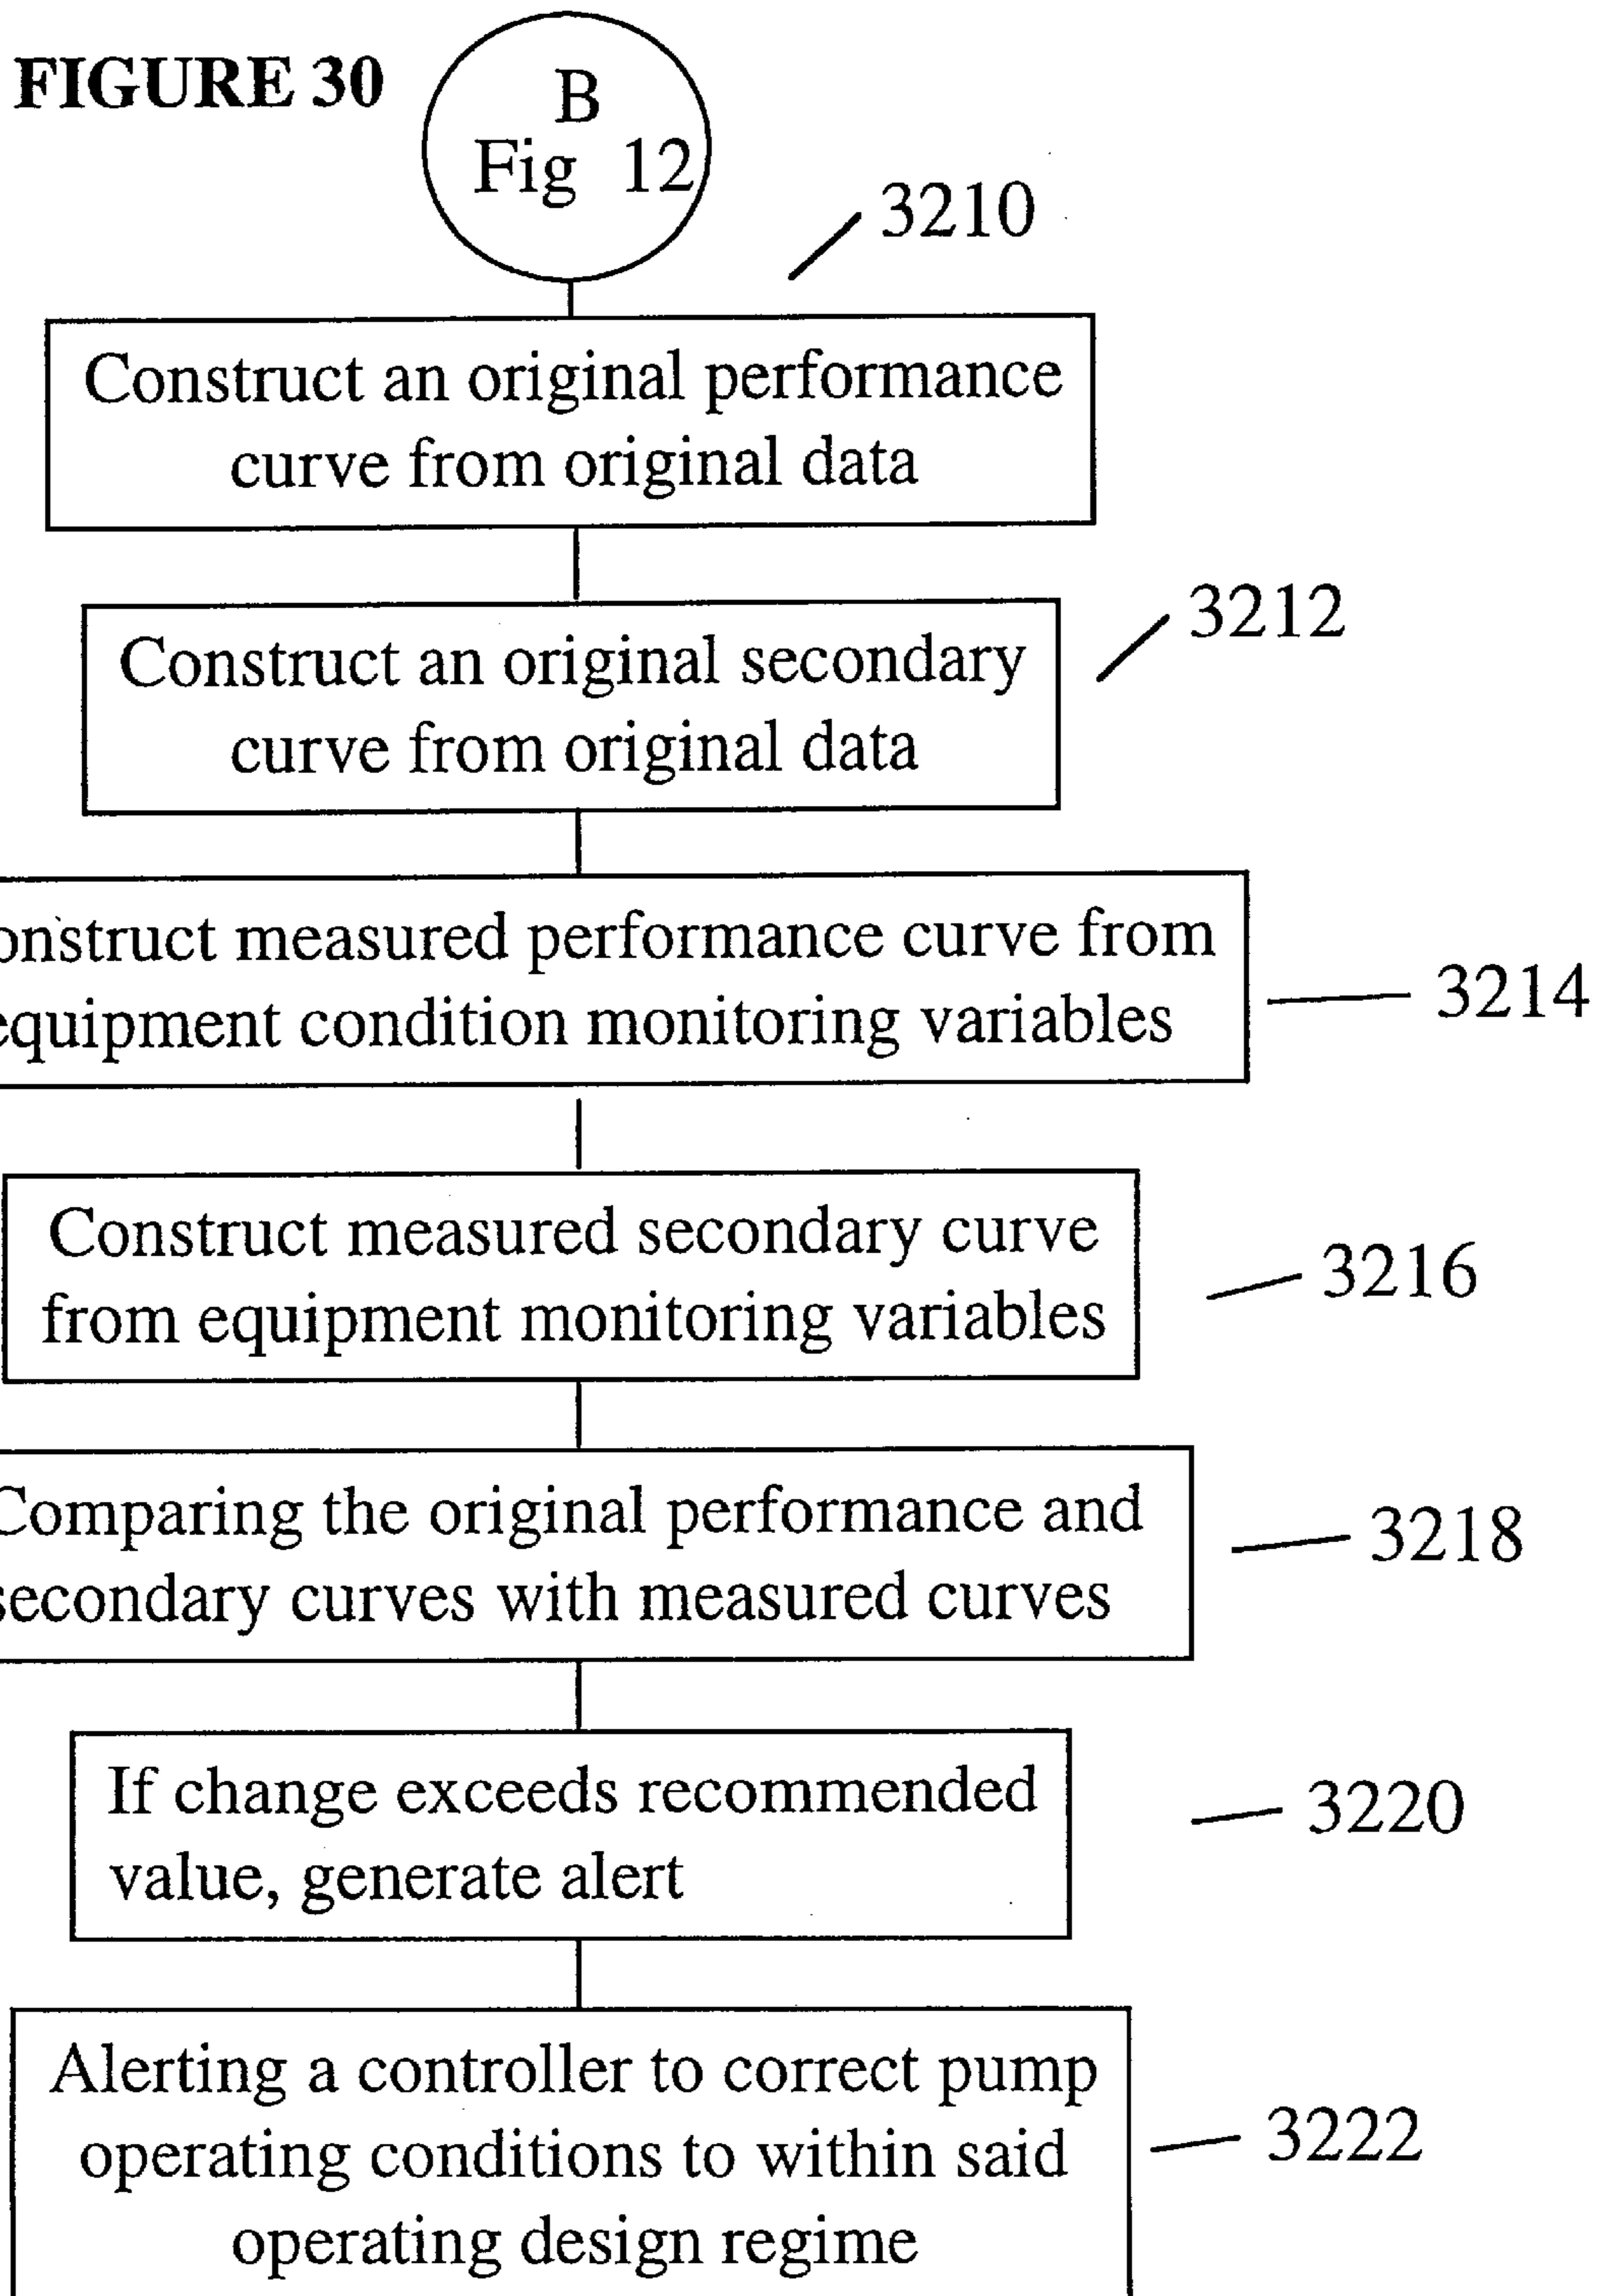 FIGURE 30
B
Fig 12
3210
Construct an original performance
curve from original data
3212
Construct an original secondary
curve from original data
onstruct measured performance curve from
equipment condition monitoring variables
3214
Construct measured secondary curve
from equipment monitoring variables
3216
Comparing the original performance and
secondary curves with measured curves
3218
If change exceeds recommended
value, generate alert
3220
Alerting a controller to correct pump
operating conditions to within said
operating design regime
3222